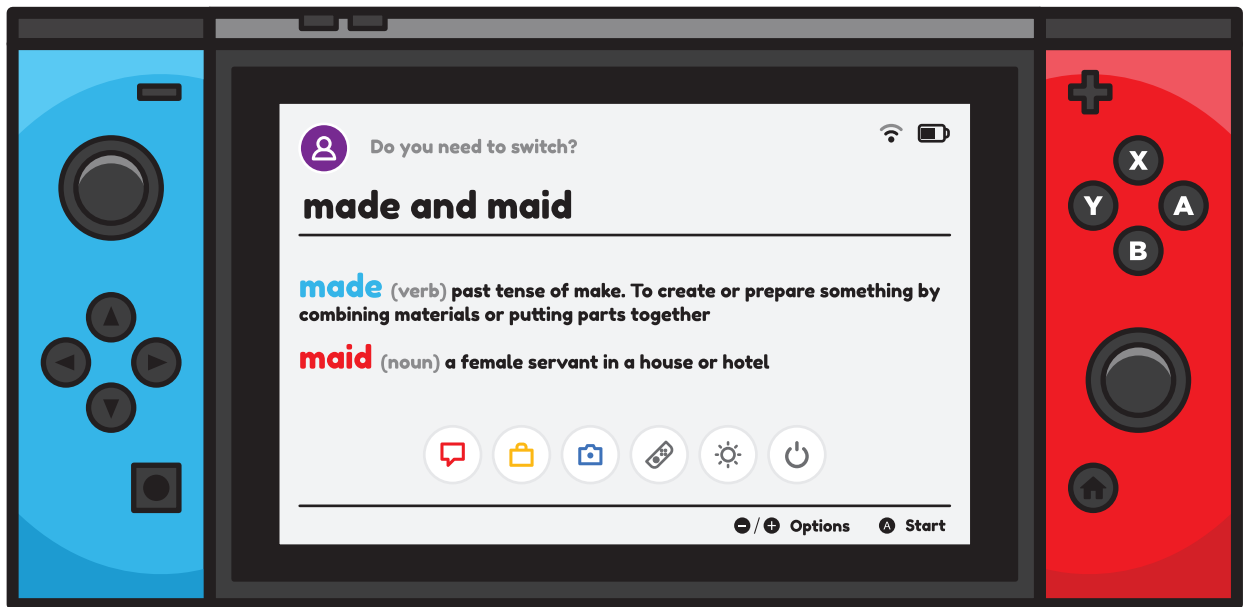 Do you need to switch?
made and maid
made (verb) past tense of make. To create or prepare something by
combining materials or putting parts together
maid (noun) a female servant in a house or hotel
X
Y A
B
-/+ Options A Start